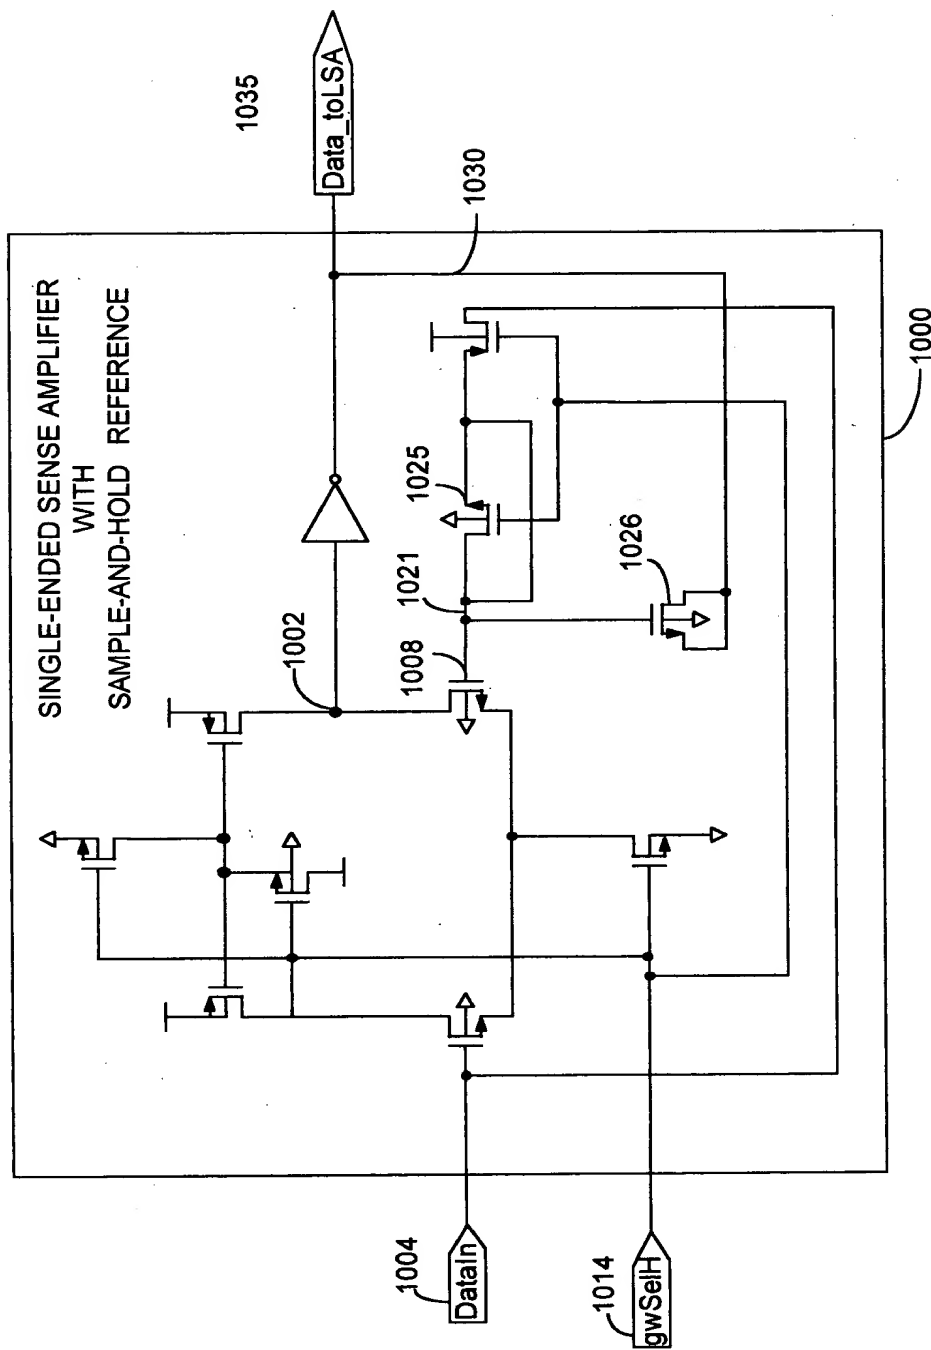 SINGLE-ENDED SENSE AMPLIFIER
WITH
SAMPLE-AND-HOLD REFERENCE
1035
Data_toLSA
1030
1002
1025
1021
1008
1026
1004
DataIn
1014
gwSelH
1000